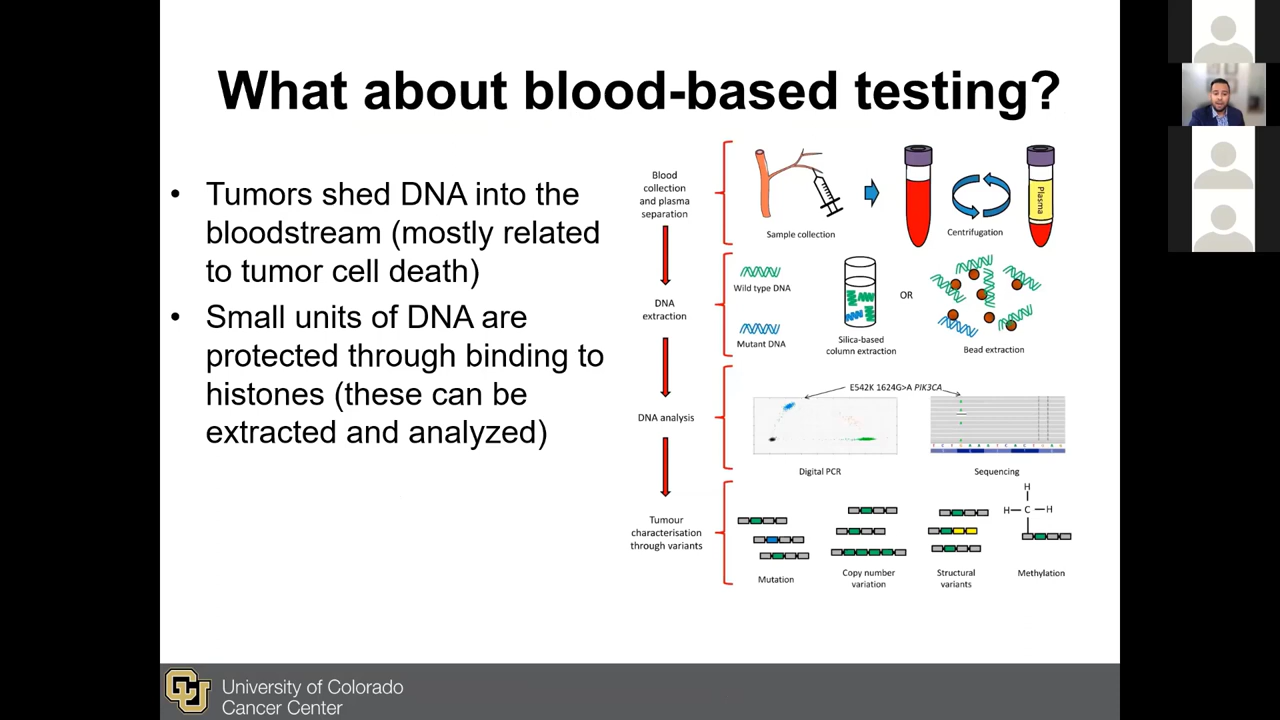 What about blood-based testing?
• Tumors shed DNA into the
bloodstream (mostly related
to tumor cell death)
• Small units of DNA are
protected through binding to
histones (these can be
extracted and analyzed)
Blood
collection
and plasma
separation
Sample collection
Plasma
Centrifugation
DNA
extraction
Wild type DNA
Mutant DNA
Silica-based
column extraction
OR
Bead extraction
DNA analysis
E542K 1624G>A PIK3CA
Digital PCR
Sequencing
Tumour
characterisation
through variants
Mutation
Copy number
variation
Structural
variants
H
H C H
Methylation
CU
University of Colorado
Cancer Center